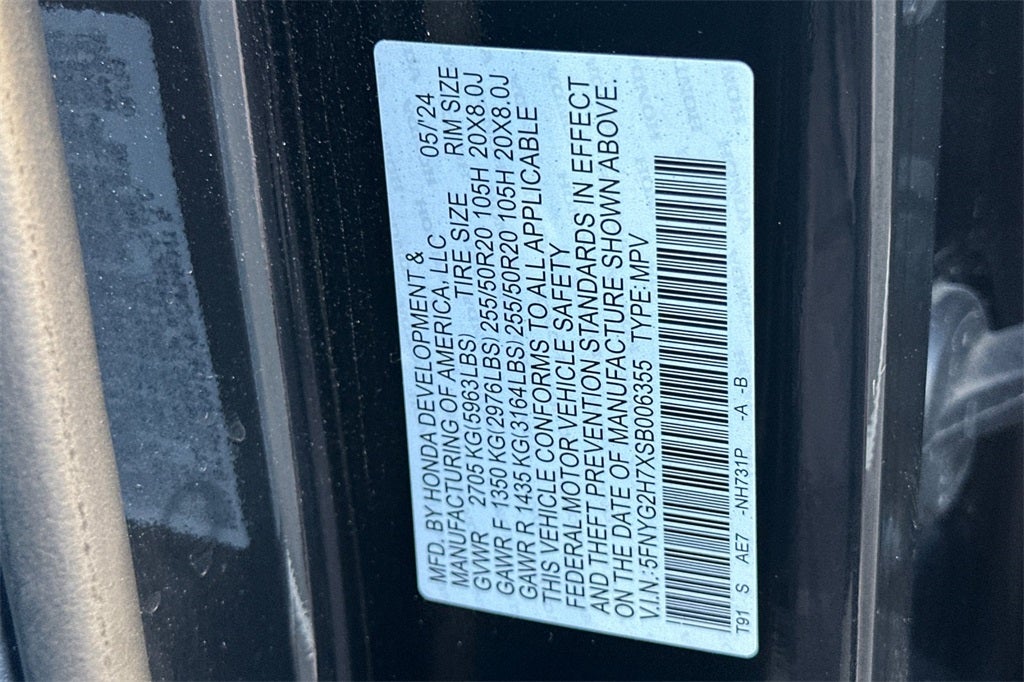 MFD. BY HONDA DEVELOPMENT &
MANUFACTURING OF AMERICA, LLC 05/'24
GVWR 2705 KG(5963LBS) TIRE SIZE RIM SIZE
GAWR F 1350 KG(2976LBS) 255/50R20 105H 20X8.0J
GAWR R 1435 KG(3164LBS) 255/50R20 105H 20X8.0J
THIS VEHICLE CONFORMS TO ALL APPLICABLE
FEDERAL MOTOR VEHICLE SAFETY
AND THEFT PREVENTION STANDARDS IN EFFECT
ON THE DATE OF MANUFACTURE SHOWN ABOVE.
V.I.N.:5FNYG2H7XSB006355 TYPE:MPV
T91 S AE7 -NH731P -A -B